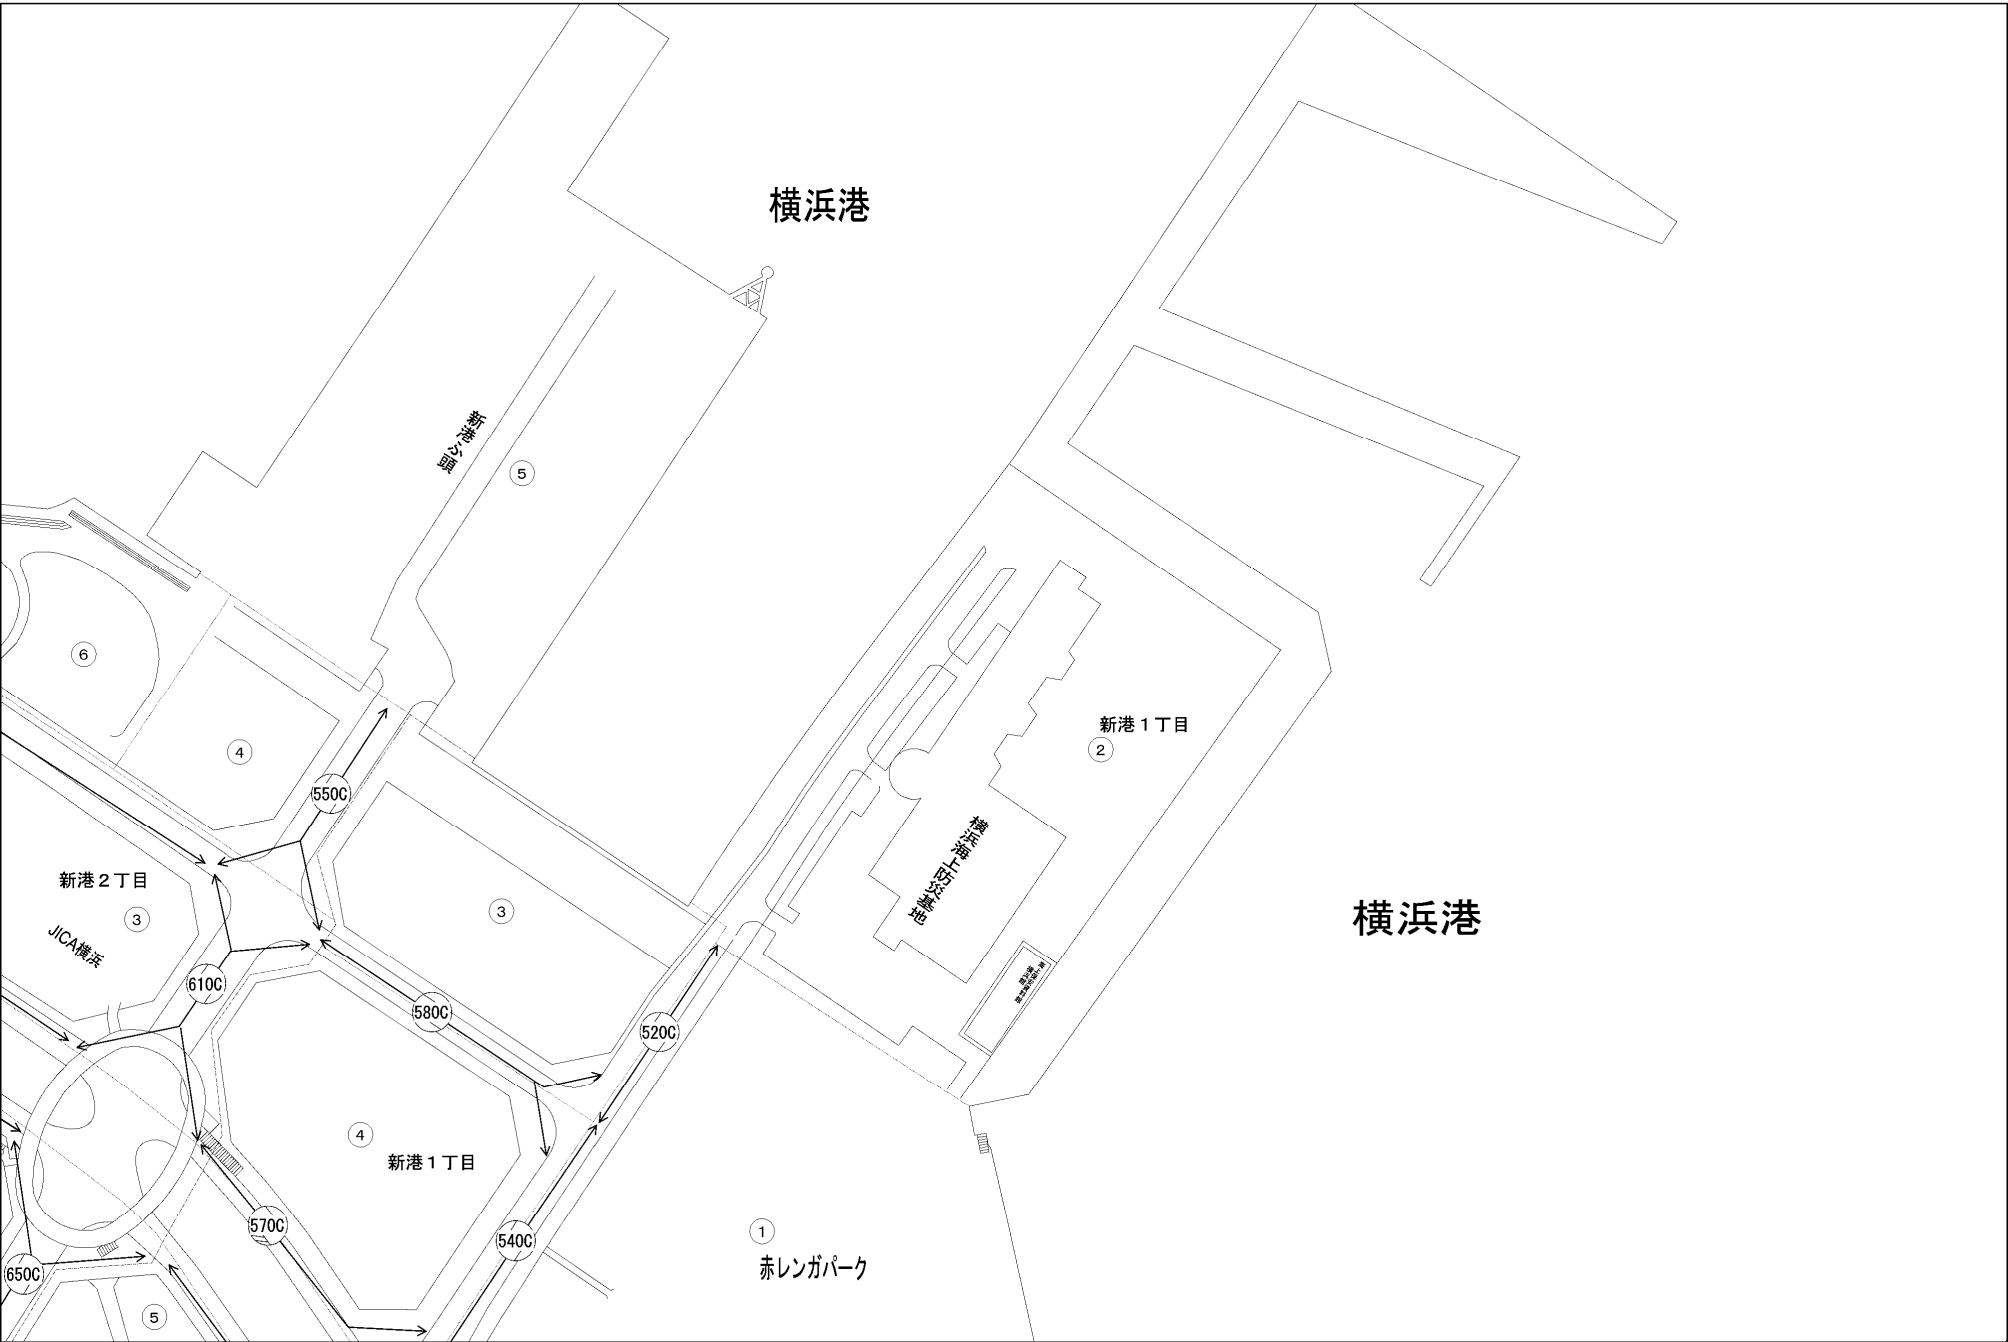 横浜港
新港ふ頭
⑤
⑥
④
新港１丁目
②
550C
横浜海上防災基地
新港２丁目
③
③
横浜港
JICA横浜
610C
580C
520C
④
新港１丁目
570C
540C
①
赤レンガパーク
650C
⑤